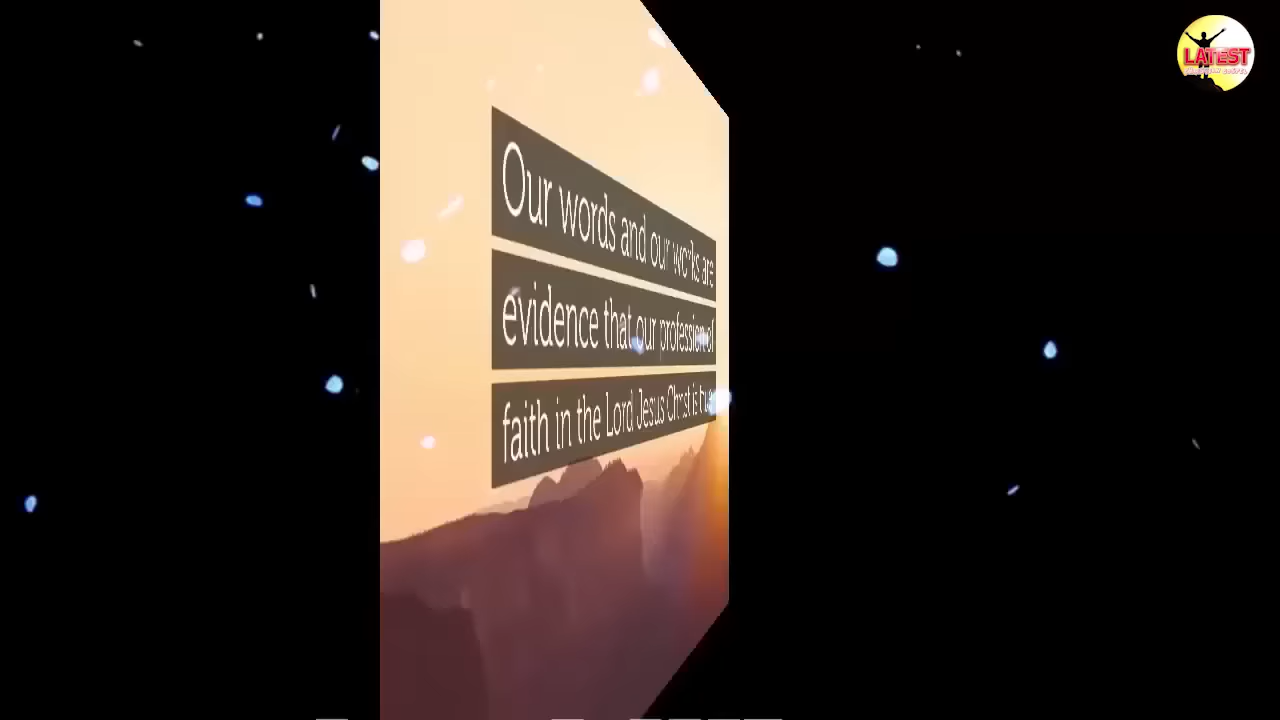 Our words and our works are
evidence that our profession of
faith in the Lord Jesus Christ is
LATEST